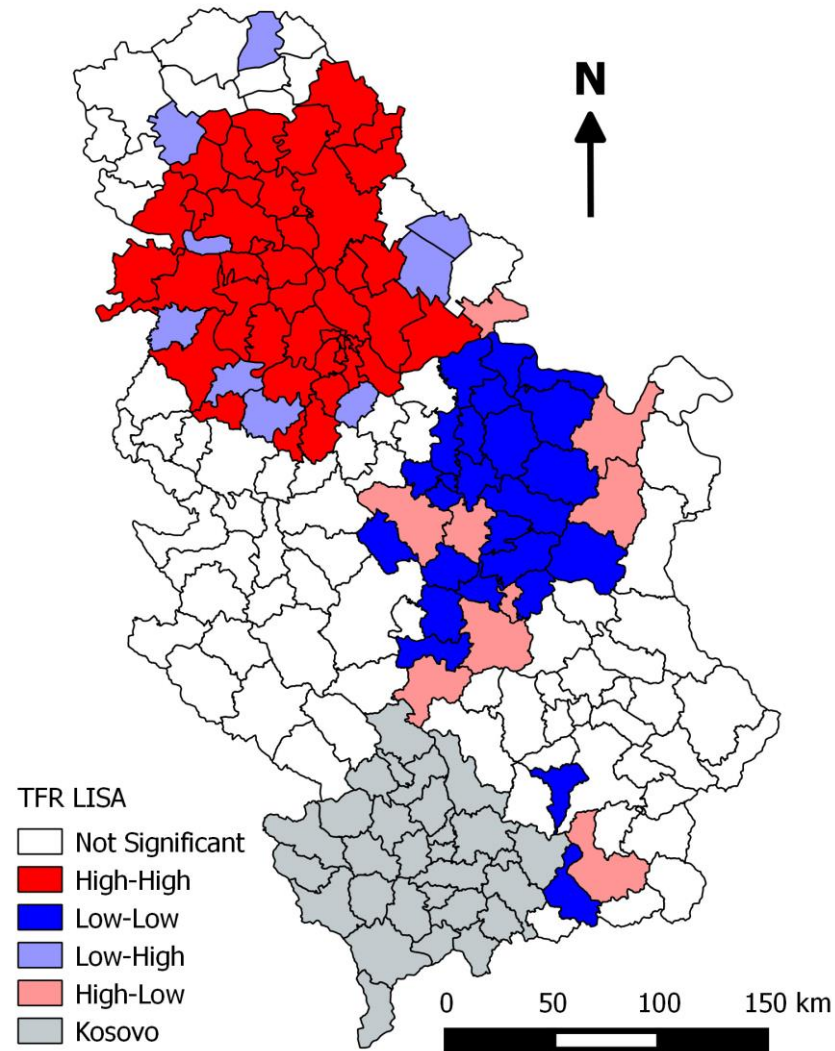 N
TFR LISA
Not Significant
High-High
Low-Low
Low-High
High-Low
Kosovo
0 50 100 150 km